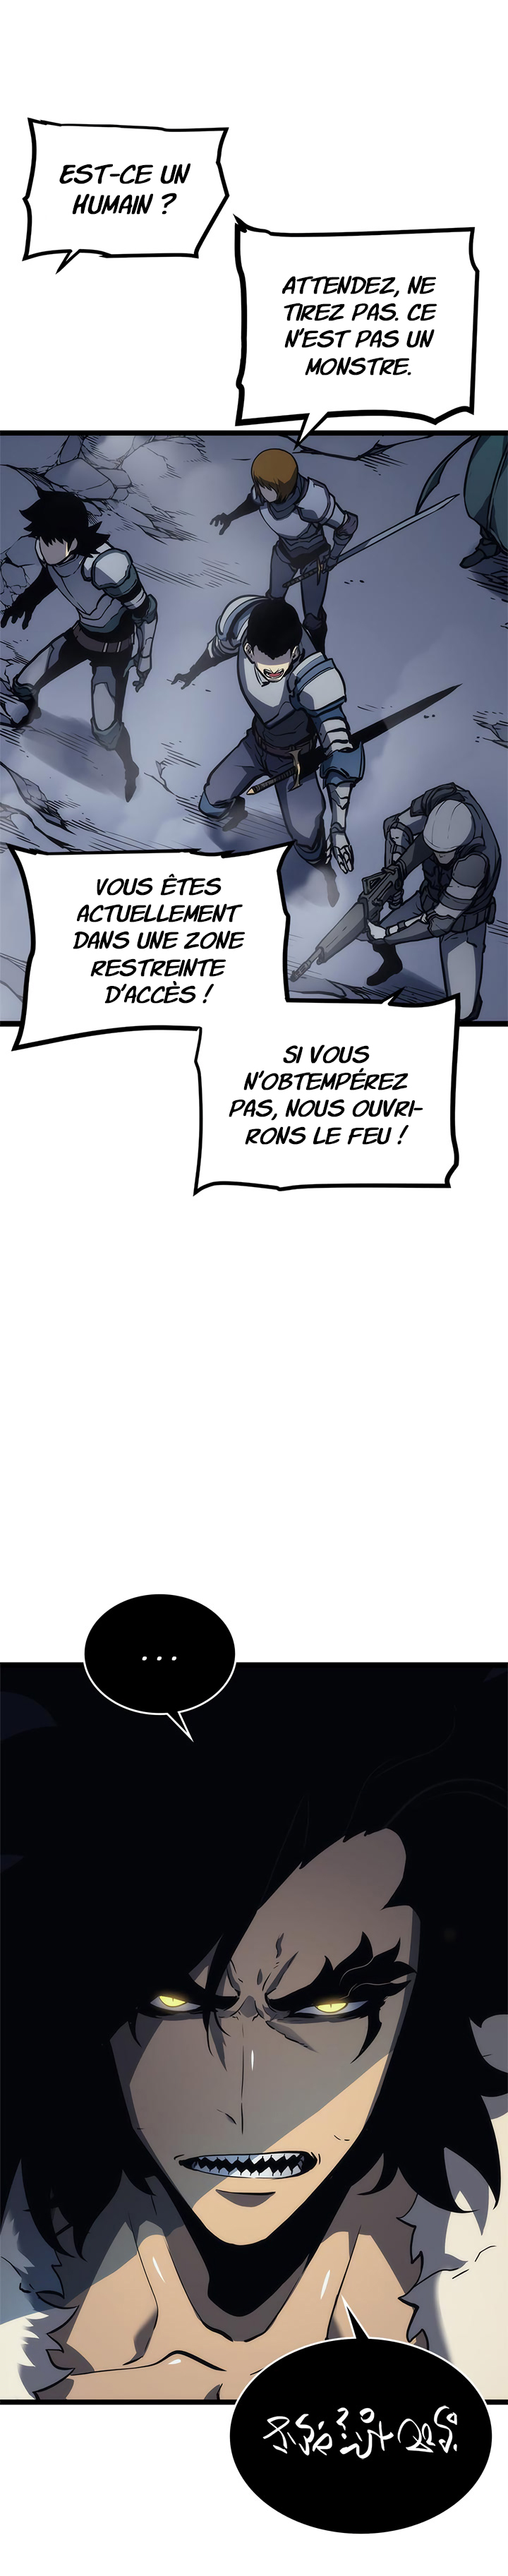 EST-CE UN
HUMAIN ?
ATTENDEZ, NE
TIREZ PAS. CE
N'EST PAS UN
MONSTRE.
VOUS ÊTES
ACTUELLEMENT
DANS UNE ZONE
RESTREINTE
D'ACCÈS !
SI VOUS
N'OBTEMPÉREZ
PAS, NOUS OUVRI-
RONS LE FEU !
...